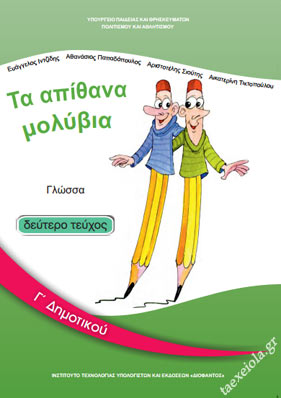 ΥΠΟΥΡΓΕΙΟ ΠΑΙΔΕΙΑΣ ΚΑΙ ΘΡΗΣΚΕΥΜΑΤΩΝ
ΠΟΛΙΤΙΣΜΟΥ ΚΑΙ ΑΘΛΗΤΙΣΜΟΥ
Ευάγγελος Ιντζίδης Αθανάσιος Παπαδόπουλος Αριστοτέλης Σιούτης Αικατερίνη Τικτοπούλου
Τα απίθανα
μολύβια
Γλώσσα
δεύτερο τεύχος
Γ΄ Δημοτικού
ΙΝΣΤΙΤΟΥΤΟ ΤΕΧΝΟΛΟΓΙΑΣ ΥΠΟΛΟΓΙΣΤΩΝ ΚΑΙ ΕΚΔΟΣΕΩΝ «ΔΙΟΦΑΝΤΟΣ»
taexeiola.gr